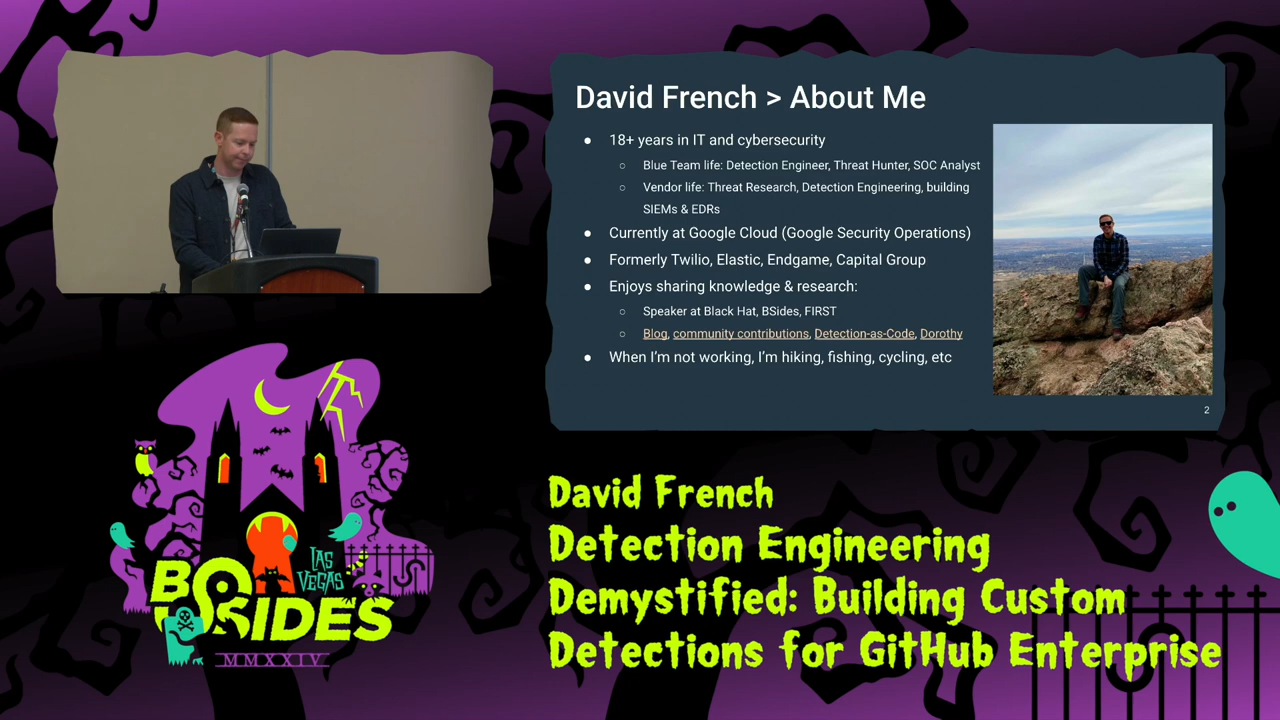 David French > About Me
● 18+ years in IT and cybersecurity
○ Blue Team life: Detection Engineer, Threat Hunter, SOC Analyst
○ Vendor life: Threat Research, Detection Engineering, building
SIEMs & EDRs
● Currently at Google Cloud (Google Security Operations)
● Formerly Twilio, Elastic, Endgame, Capital Group
● Enjoys sharing knowledge & research:
○ Speaker at Black Hat, BSides, FIRST
○ Blog, community contributions, Detection-as-Code, Dorothy
● When I'm not working, I'm hiking, fishing, cycling, etc
2
LAS
VEGAS
BSIDES
MMXXIV
David French
Detection Engineering
Demystified: Building Custom
Detections for GitHub Enterprise